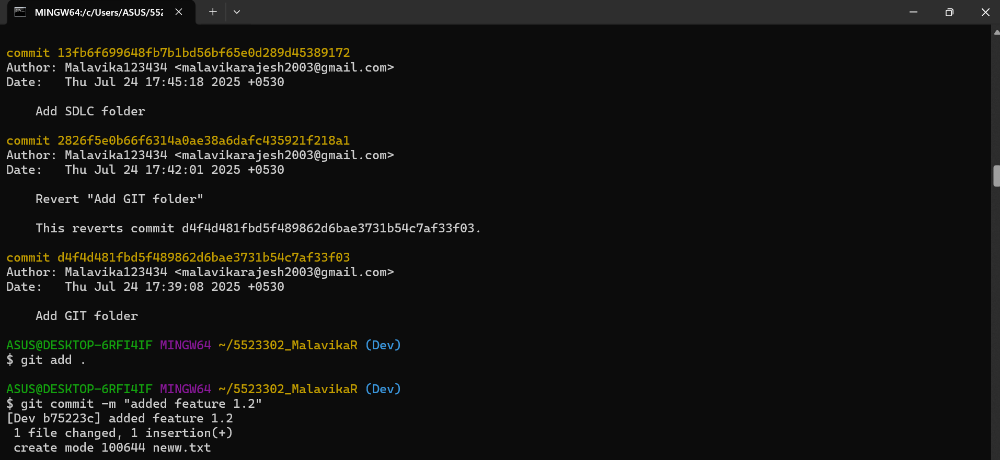 MINGW64:/c/Users/ASUS/552
commit 13fb6f699648fb7b1bd56bf65e0d289d45389172
Author: Malavika123434 <malavikarajesh2003@gmail.com>
Date:   Thu Jul 24 17:45:18 2025 +0530
    Add SDLC folder
commit 2826f5e0b66f6314a0ae38a6dafc435921f218a1
Author: Malavika123434 <malavikarajesh2003@gmail.com>
Date:   Thu Jul 24 17:42:01 2025 +0530
    Revert "Add GIT folder"
    This reverts commit d4f4d481fbd5f489862d6bae3731b54c7af33f03.
commit d4f4d481fbd5f489862d6bae3731b54c7af33f03
Author: Malavika123434 <malavikarajesh2003@gmail.com>
Date:   Thu Jul 24 17:39:08 2025 +0530
    Add GIT folder
ASUS@DESKTOP-6RFI4IF MINGW64 ~/5523302_MalavikaR (Dev)
$ git add .
ASUS@DESKTOP-6RFI4IF MINGW64 ~/5523302_MalavikaR (Dev)
$ git commit -m "added feature 1.2"
[Dev b75223c] added feature 1.2
 1 file changed, 1 insertion(+)
 create mode 100644 neww.txt